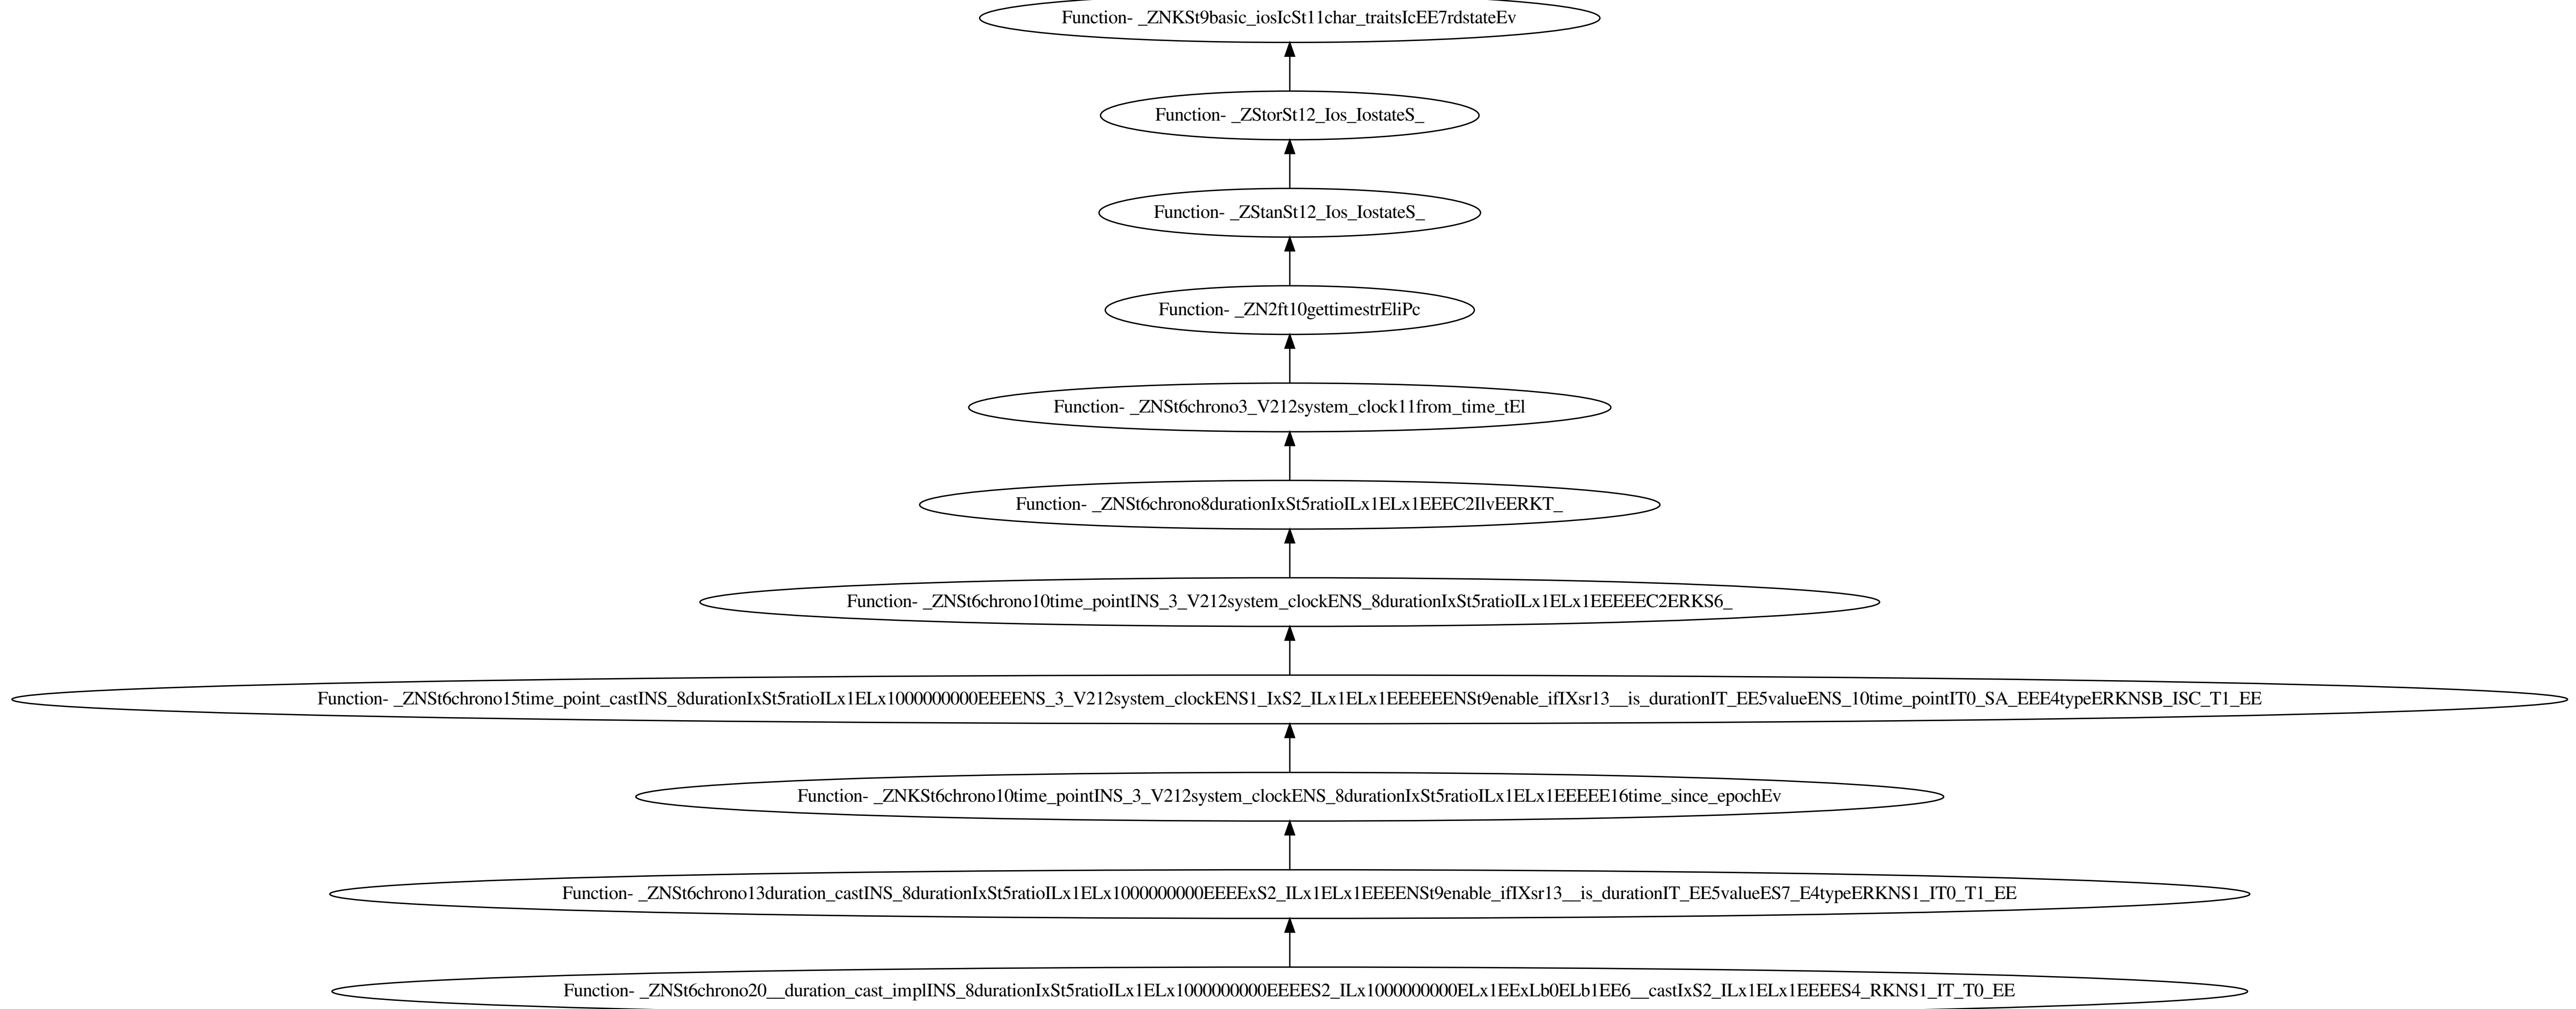 Function- _ZNKSt9basic_iosIcSt11char_traitsIcEE7rdstateEv
Function- _ZStorSt12_Ios_IostateS_
Function- _ZStanSt12_Ios_IostateS_
Function- _ZN2ft10gettimestrEliPc
Function- _ZNSt6chrono3_V212system_clock11from_time_tEl
Function- _ZNSt6chrono8durationIxSt5ratioILx1ELx1EEEC2IlvEERKT_
Function- _ZNSt6chrono10time_pointINS_3_V212system_clockENS_8durationIxSt5ratioILx1ELx1EEEEEC2ERKS6_
Function- _ZNSt6chrono15time_point_castINS_8durationIxSt5ratioILx1ELx1000000000EEEENS_3_V212system_clockENS1_IxS2_ILx1ELx1EEEEEENSt9enable_ifIXsr13__is_durationIT_EE5valueENS_10time_pointIT0_SA_EEE4typeERKNSB_ISC_T1_EE
Function- _ZNKSt6chrono10time_pointINS_3_V212system_clockENS_8durationIxSt5ratioILx1ELx1EEEEE16time_since_epochEv
Function- _ZNSt6chrono13duration_castINS_8durationIxSt5ratioILx1ELx1000000000EEEExS2_ILx1ELx1EEEENSt9enable_ifIXsr13__is_durationIT_EE5valueES7_E4typeERKNS1_IT0_T1_EE
Function- _ZNSt6chrono20__duration_cast_implINS_8durationIxSt5ratioILx1ELx1000000000EEEES2_ILx1000000000ELx1EExLb0ELb1EE6__castIxS2_ILx1ELx1EEEES4_RKNS1_IT_T0_EE